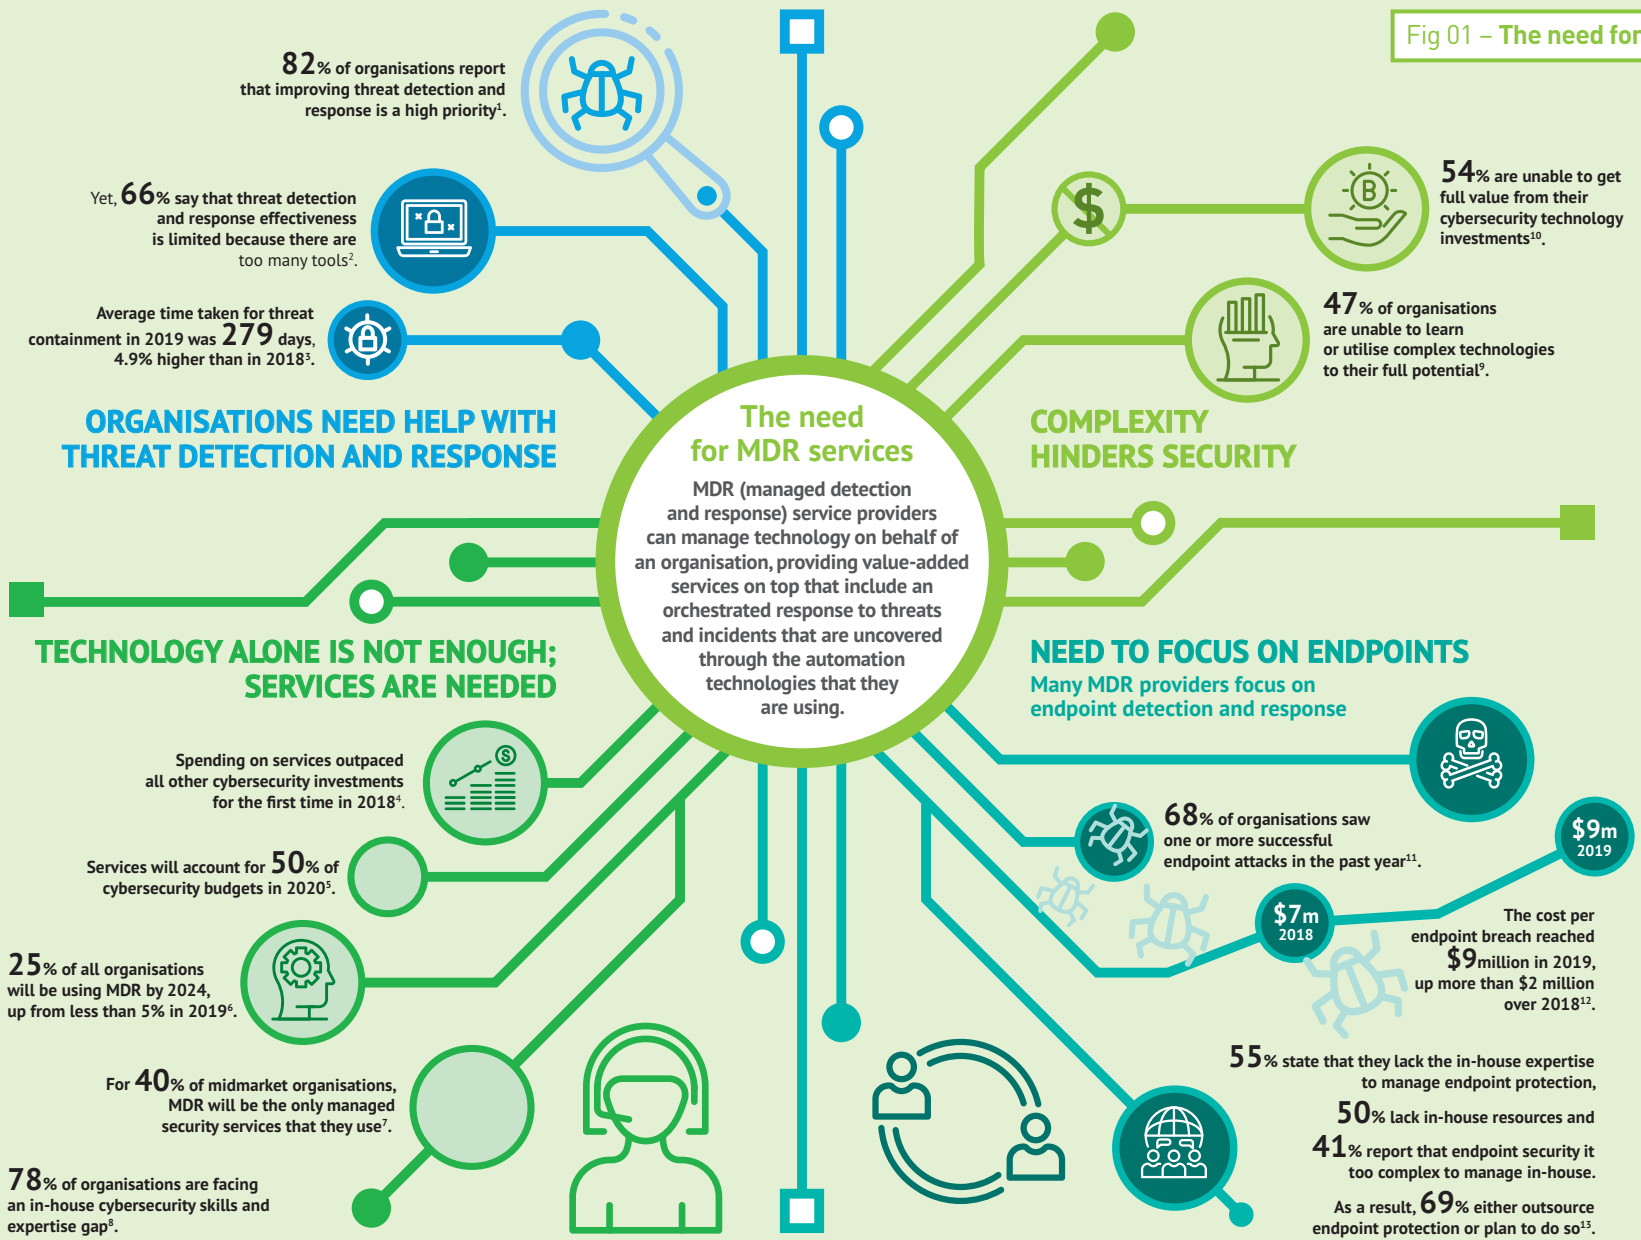 Fig 01 – The need for
82% of organisations report
that improving threat detection and
response is a high priority¹.
Yet, 66% say that threat detection
and response effectiveness
is limited because there are
too many tools².
Average time taken for threat
containment in 2019 was 279 days,
4.9% higher than in 2018³.
ORGANISATIONS NEED HELP WITH
THREAT DETECTION AND RESPONSE
$
B
54% are unable to get
full value from their
cybersecurity technology
investments¹⁰.
47% of organisations
are unable to learn
or utilise complex technologies
to their full potential⁹.
COMPLEXITY
HINDERS SECURITY
The need
for MDR services
MDR (managed detection
and response) service providers
can manage technology on behalf of
an organisation, providing value-added
services on top that include an
orchestrated response to threats
and incidents that are uncovered
through the automation
technologies that they
are using.
TECHNOLOGY ALONE IS NOT ENOUGH;
SERVICES ARE NEEDED
Spending on services outpaced
all other cybersecurity investments
for the first time in 2018⁴.
$
Services will account for 50% of
cybersecurity budgets in 2020⁵.
25% of all organisations
will be using MDR by 2024,
up from less than 5% in 2019⁶.
For 40% of midmarket organisations,
MDR will be the only managed
security services that they use⁷.
78% of organisations are facing
an in-house cybersecurity skills and
expertise gap⁸.
NEED TO FOCUS ON ENDPOINTS
Many MDR providers focus on
endpoint detection and response
68% of organisations saw
one or more successful
endpoint attacks in the past year¹¹.
$9m
2019
$7m
2018
The cost per
endpoint breach reached
$9million in 2019,
up more than $2 million
over 2018¹².
55% state that they lack the in-house expertise
to manage endpoint protection,
50% lack in-house resources and
41% report that endpoint security it
too complex to manage in-house.
As a result, 69% either outsource
endpoint protection or plan to do so¹³.